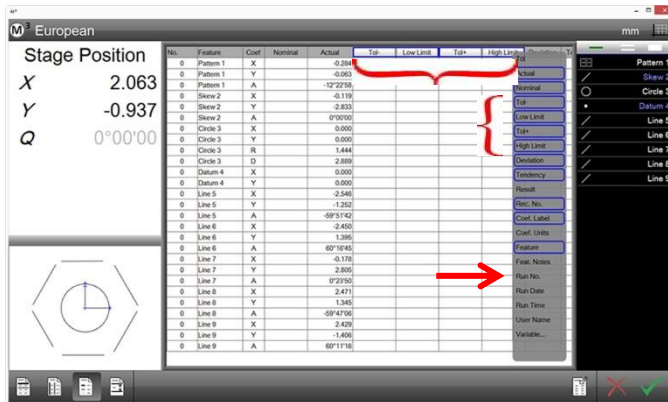 M³
M³ European
mm
Stage Position
X 2.063
Y -0.937
Q 0°00'00
No. Feature Coef Nominal Actual Tol- Low Limit Tol+ High Limit Deviation
0 Pattern 1 X -0.284
0 Pattern 1 Y -0.063
0 Pattern 1 A -12°22'58
0 Skew 2 X -0.119
0 Skew 2 Y -2.833
0 Skew 2 A 0°00'00
0 Circle 3 X 0.000
0 Circle 3 Y 0.000
0 Circle 3 R 1.444
0 Circle 3 D 2.889
0 Datum 4 X 0.000
0 Datum 4 Y 0.000
0 Line 5 X -2.546
0 Line 5 Y -1.252
0 Line 5 A -59°51'42
0 Line 6 X -2.450
0 Line 6 Y 1.395
0 Line 6 A 60°16'45
0 Line 7 X -0.178
0 Line 7 Y 2.805
0 Line 7 A 0°23'50
0 Line 8 X 2.471
0 Line 8 Y 1.345
0 Line 8 A -59°47'06
0 Line 9 X 2.429
0 Line 9 Y -1.406
0 Line 9 A 60°11'16
Tol
Actual
Nominal
Tol-
Low Limit
Tol+
High Limit
Deviation
Tendency
Result
Rec. No.
Coef. Label
Coef. Units
Feature
Feat. Notes
Run No.
Run Date
Run Time
User Name
Variable...
Pattern 1
Skew 2
Circle 3
Datum 4
Line 5
Line 6
Line 7
Line 8
Line 9